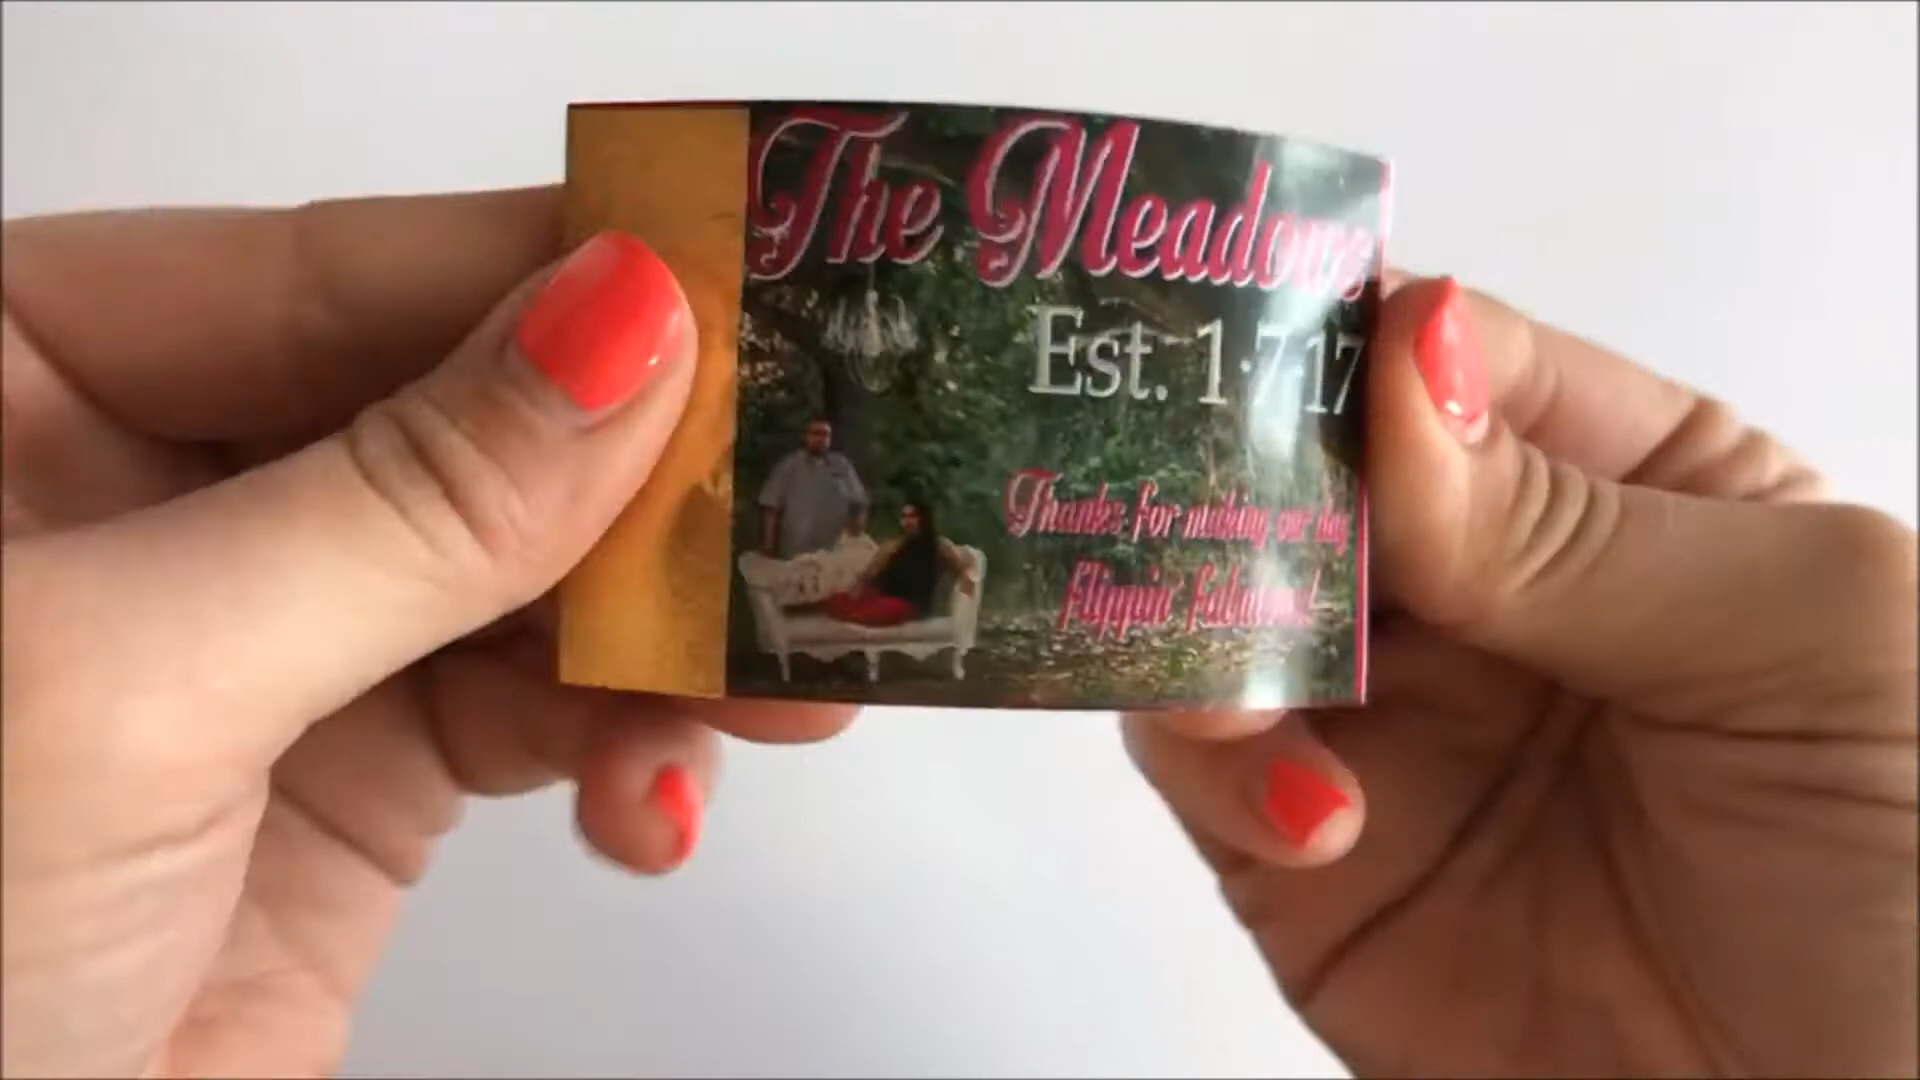 The Meadows
Est. 1·7·17
Thanks for making our day
flippin' fabulous!